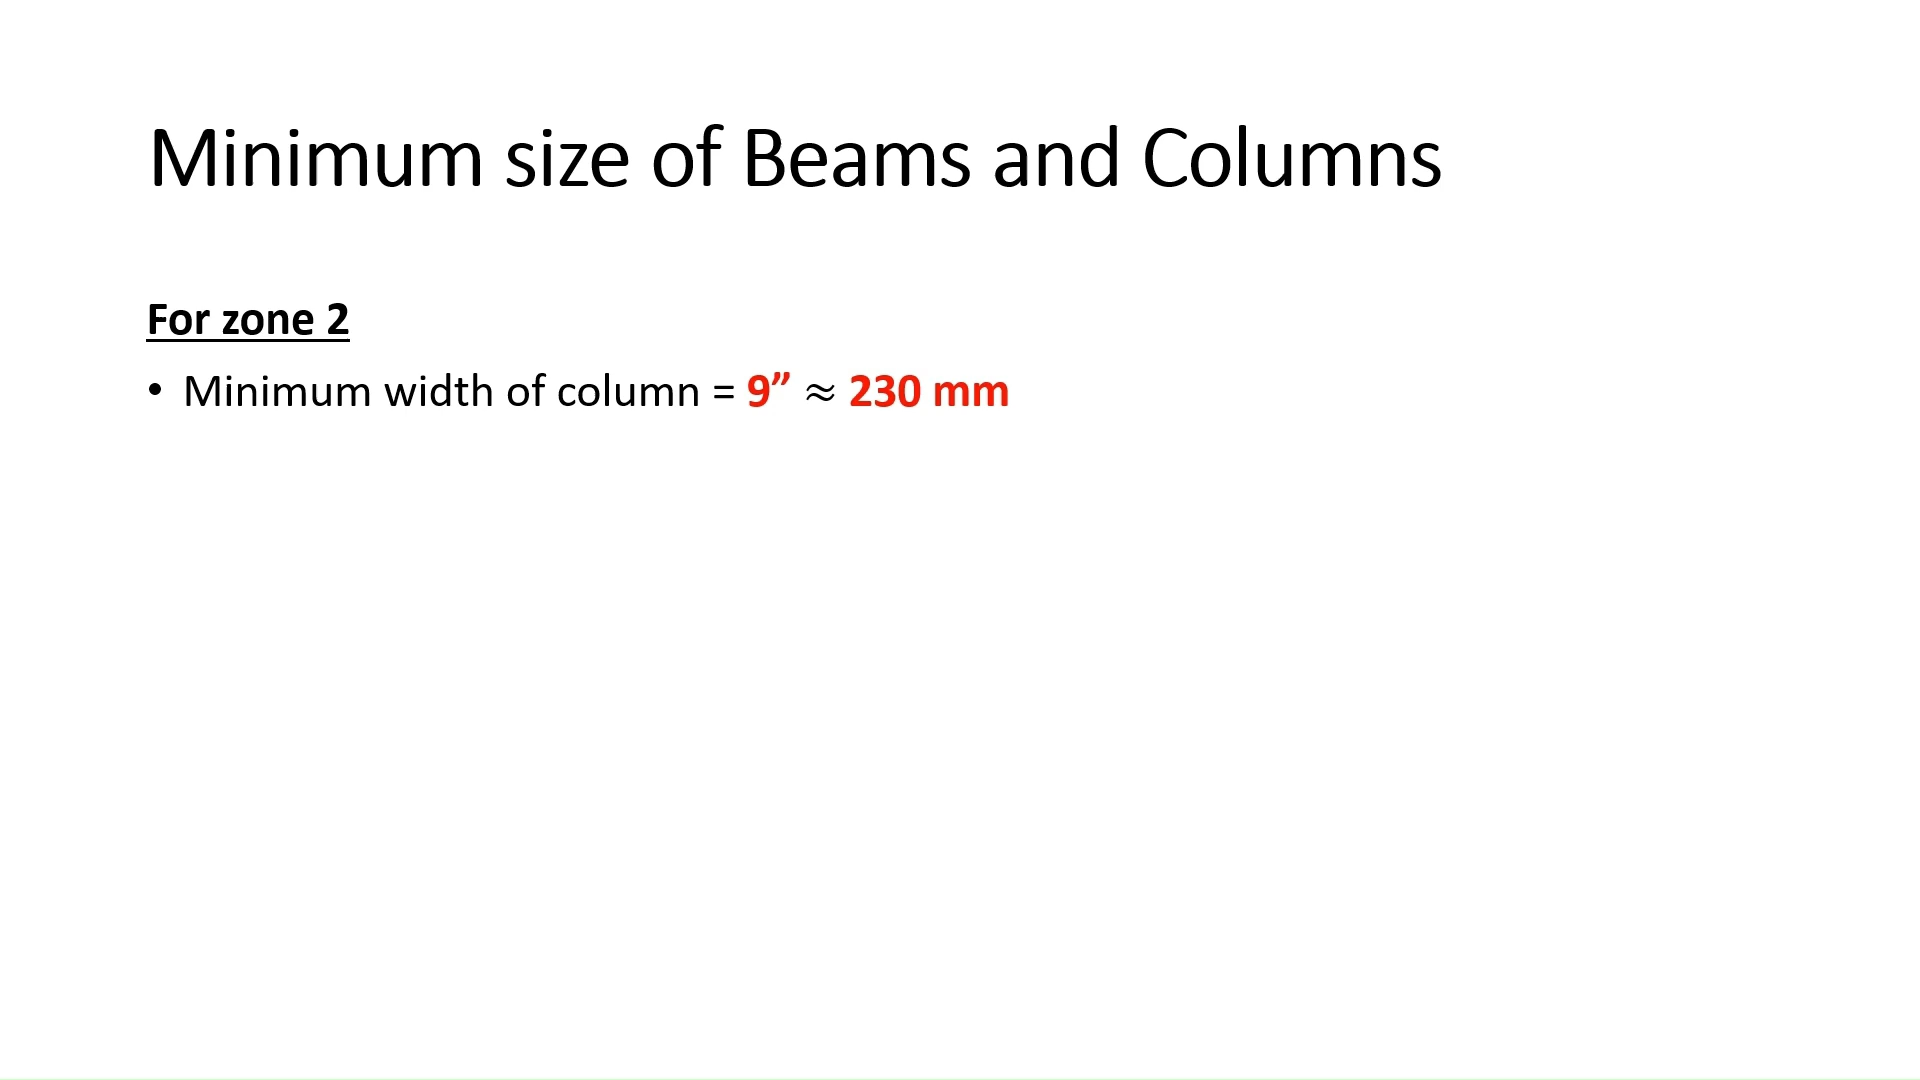 Minimum size of Beams and Columns
For zone 2
• Minimum width of column = 9” ≈ 230 mm